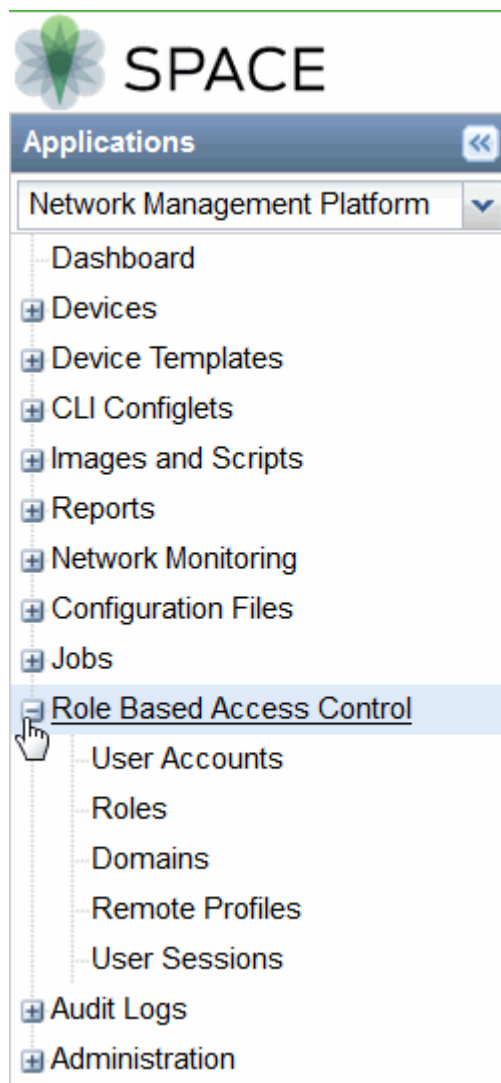 SPACE
Applications
Network Management Platform
Dashboard
Devices
Device Templates
CLI Configlets
Images and Scripts
Reports
Network Monitoring
Configuration Files
Jobs
Role Based Access Control
User Accounts
Roles
Domains
Remote Profiles
User Sessions
Audit Logs
Administration